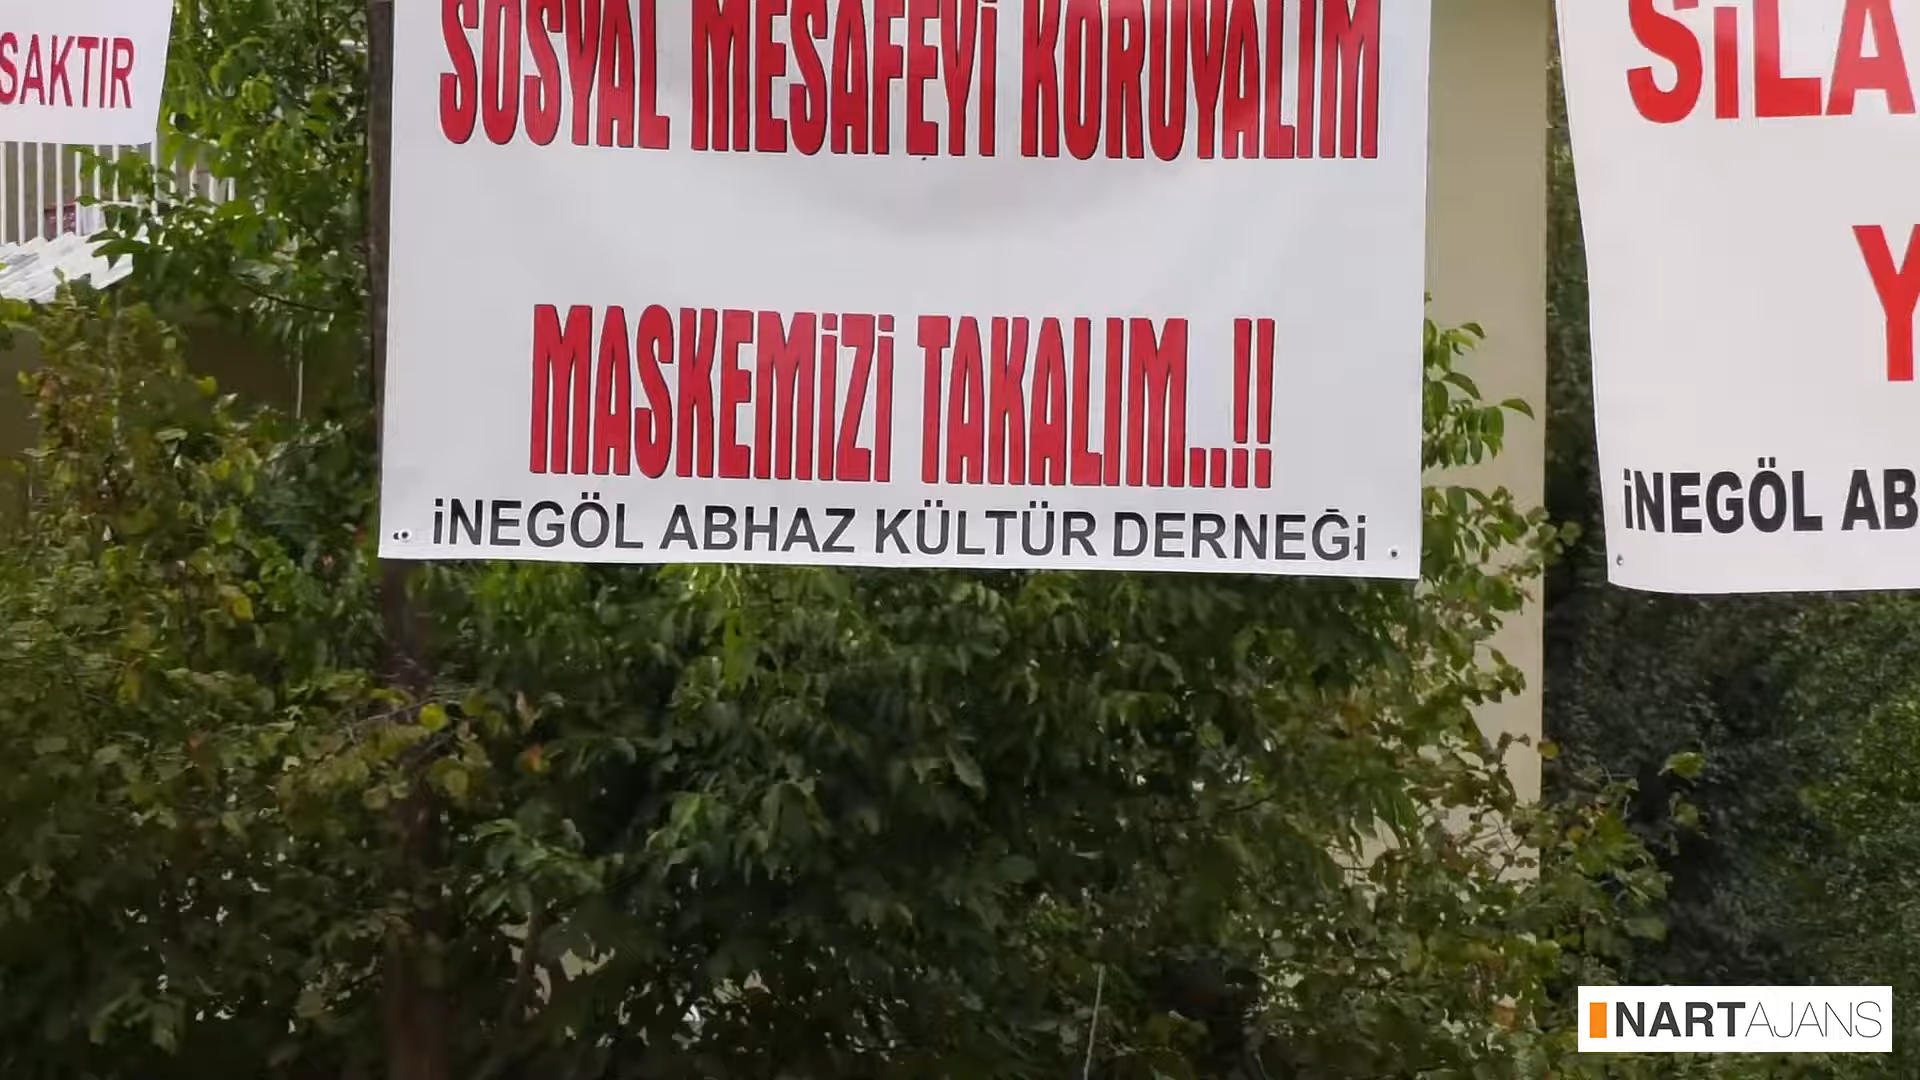 SAKTIR
SOSYAL MESAFEYİ KORUYALIM
MASKEMİZİ TAKALIM..!!
İNEGÖL ABHAZ KÜLTÜR DERNEĞİ
SİLA
Y
İNEGÖL AB
NARTAJANS